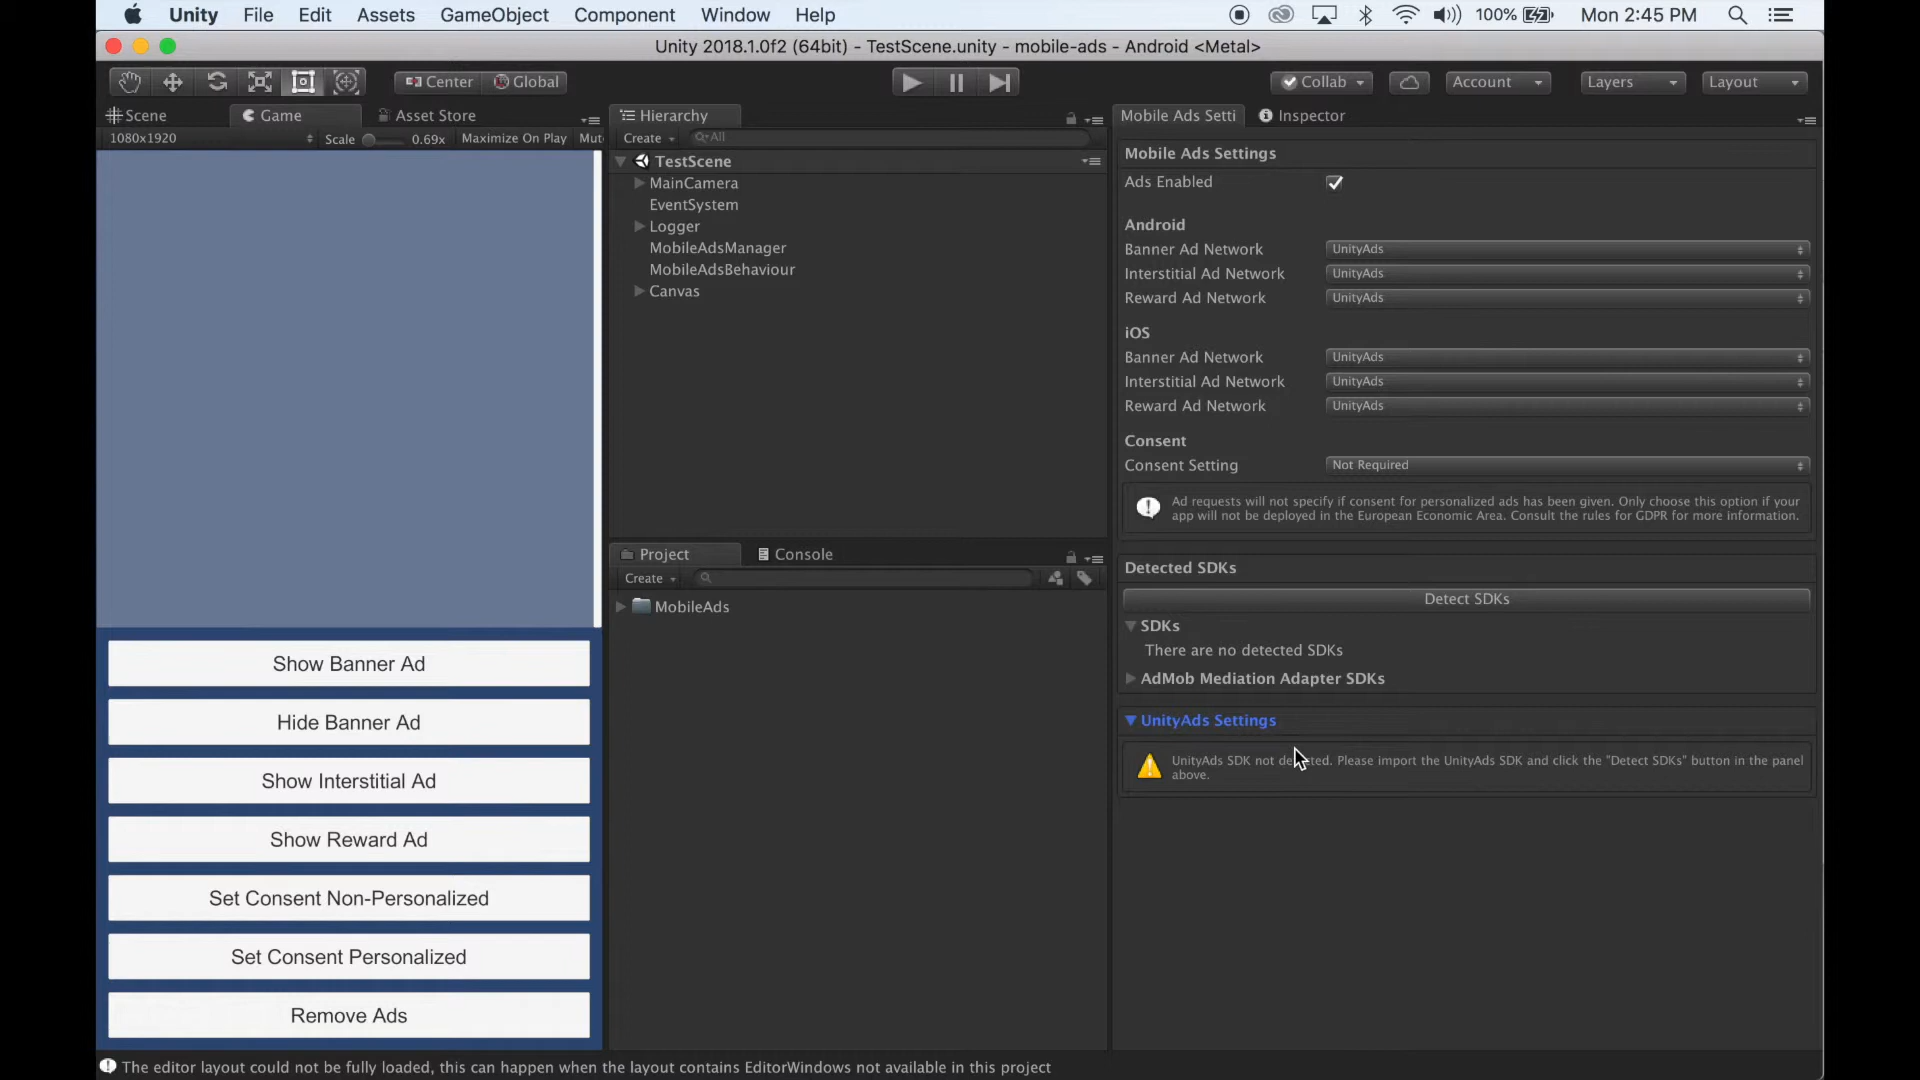 Unity File Edit Assets GameObject Component Window Help 100% Mon 2:45 PM
Unity 2018.1.0f2 (64bit) - TestScene.unity - mobile-ads - Android <Metal>
Center Global Collab Account Layers Layout
Scene Game Asset Store
1080x1920 Scale 0.69x Maximize On Play Mut
Show Banner Ad
Hide Banner Ad
Show Interstitial Ad
Show Reward Ad
Set Consent Non-Personalized
Set Consent Personalized
Remove Ads
Hierarchy
Create All
TestScene
MainCamera
EventSystem
Logger
MobileAdsManager
MobileAdsBehaviour
Canvas
Project Console
Create
MobileAds
Mobile Ads Setti Inspector
Mobile Ads Settings
Ads Enabled
Android
Banner Ad Network UnityAds
Interstitial Ad Network UnityAds
Reward Ad Network UnityAds
iOS
Banner Ad Network UnityAds
Interstitial Ad Network UnityAds
Reward Ad Network UnityAds
Consent
Consent Setting Not Required
Ad requests will not specify if consent for personalized ads has been given. Only choose this option if your
app will not be deployed in the European Economic Area. Consult the rules for GDPR for more information.
Detected SDKs
Detect SDKs
SDKs
There are no detected SDKs
AdMob Mediation Adapter SDKs
UnityAds Settings
UnityAds SDK not detected. Please import the UnityAds SDK and click the "Detect SDKs" button in the panel
above.
The editor layout could not be fully loaded, this can happen when the layout contains EditorWindows not available in this project